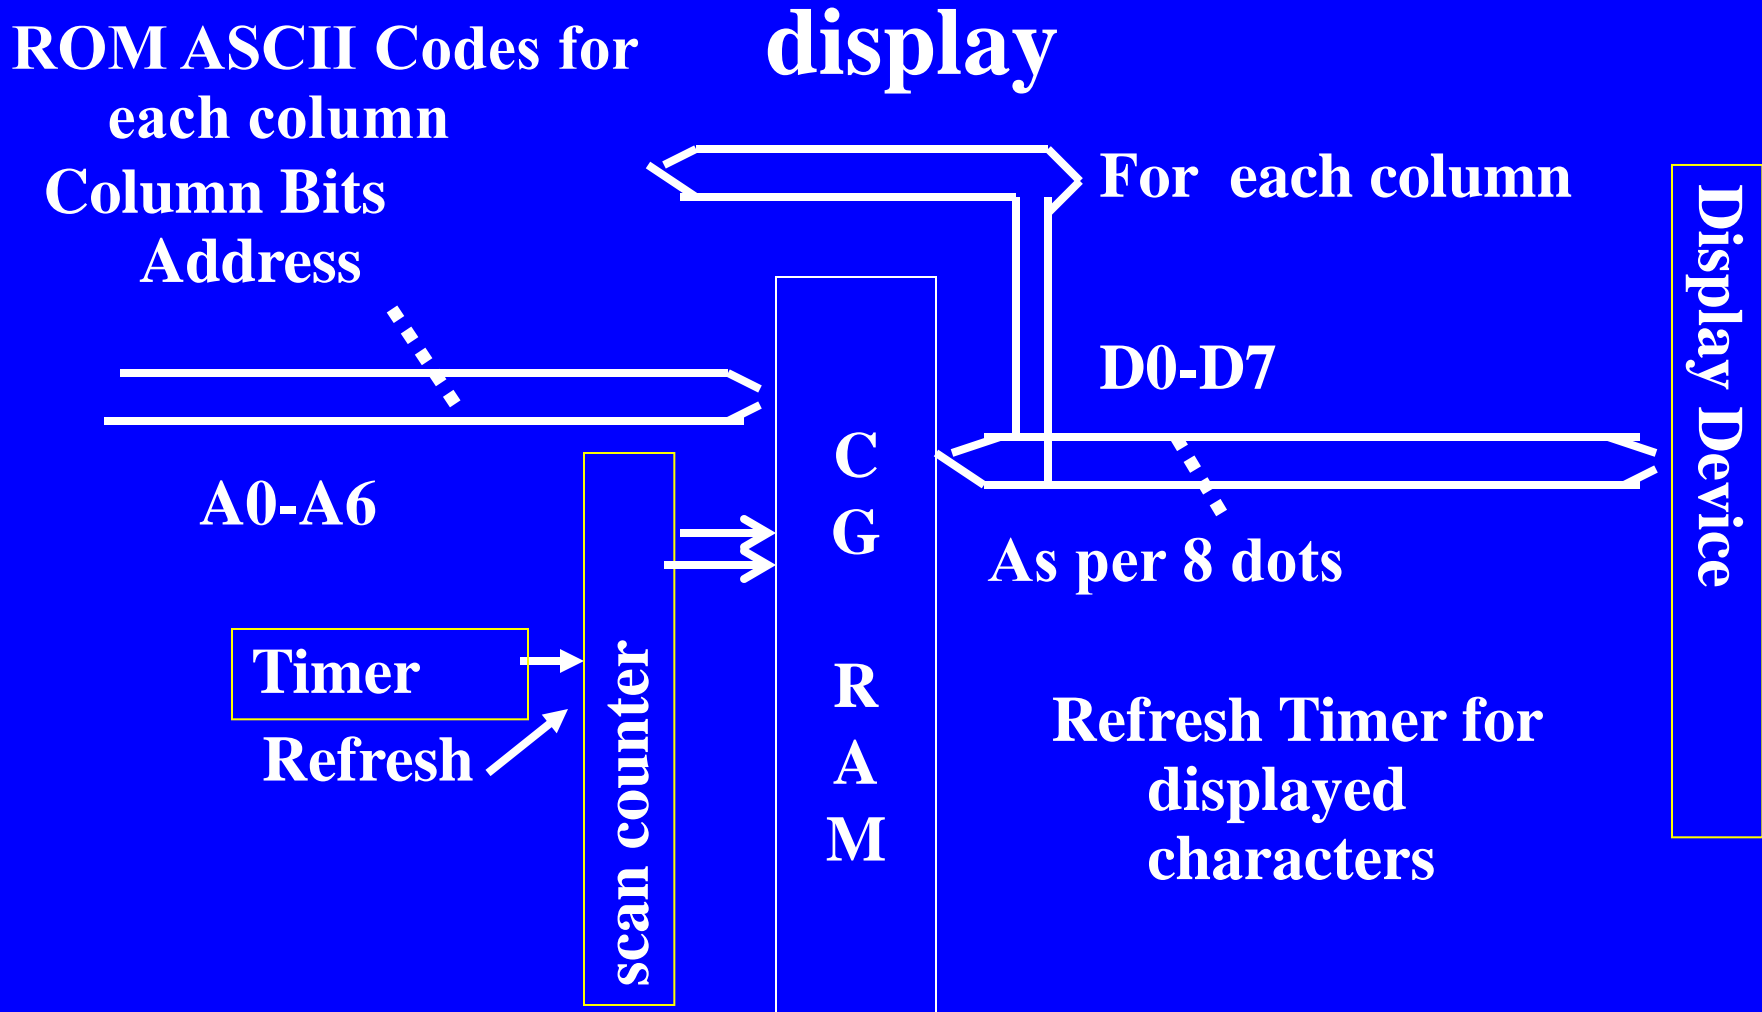 display
ROM ASCII Codes for
each column
Column Bits
Address
For each column
Display Device
D0-D7
A0-A6
C
G
R
A
M
As per 8 dots
scan counter
Timer
Refresh
Refresh Timer for
displayed
characters